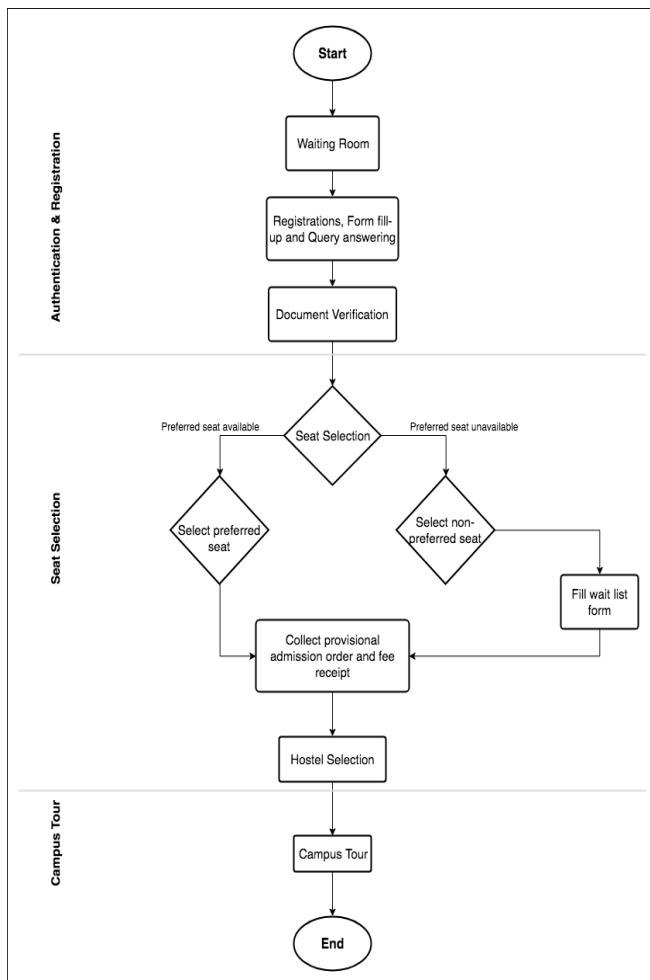 Start
Authentication & Registration
Waiting Room
Registrations, Form fill-
up and Query answering
Document Verification
Seat Selection
Preferred seat available
Seat Selection
Preferred seat unavailable
Select preferred
seat
Select non-
preferred seat
Fill wait list
form
Collect provisional
admission order and fee
receipt
Hostel Selection
Campus Tour
Campus Tour
End